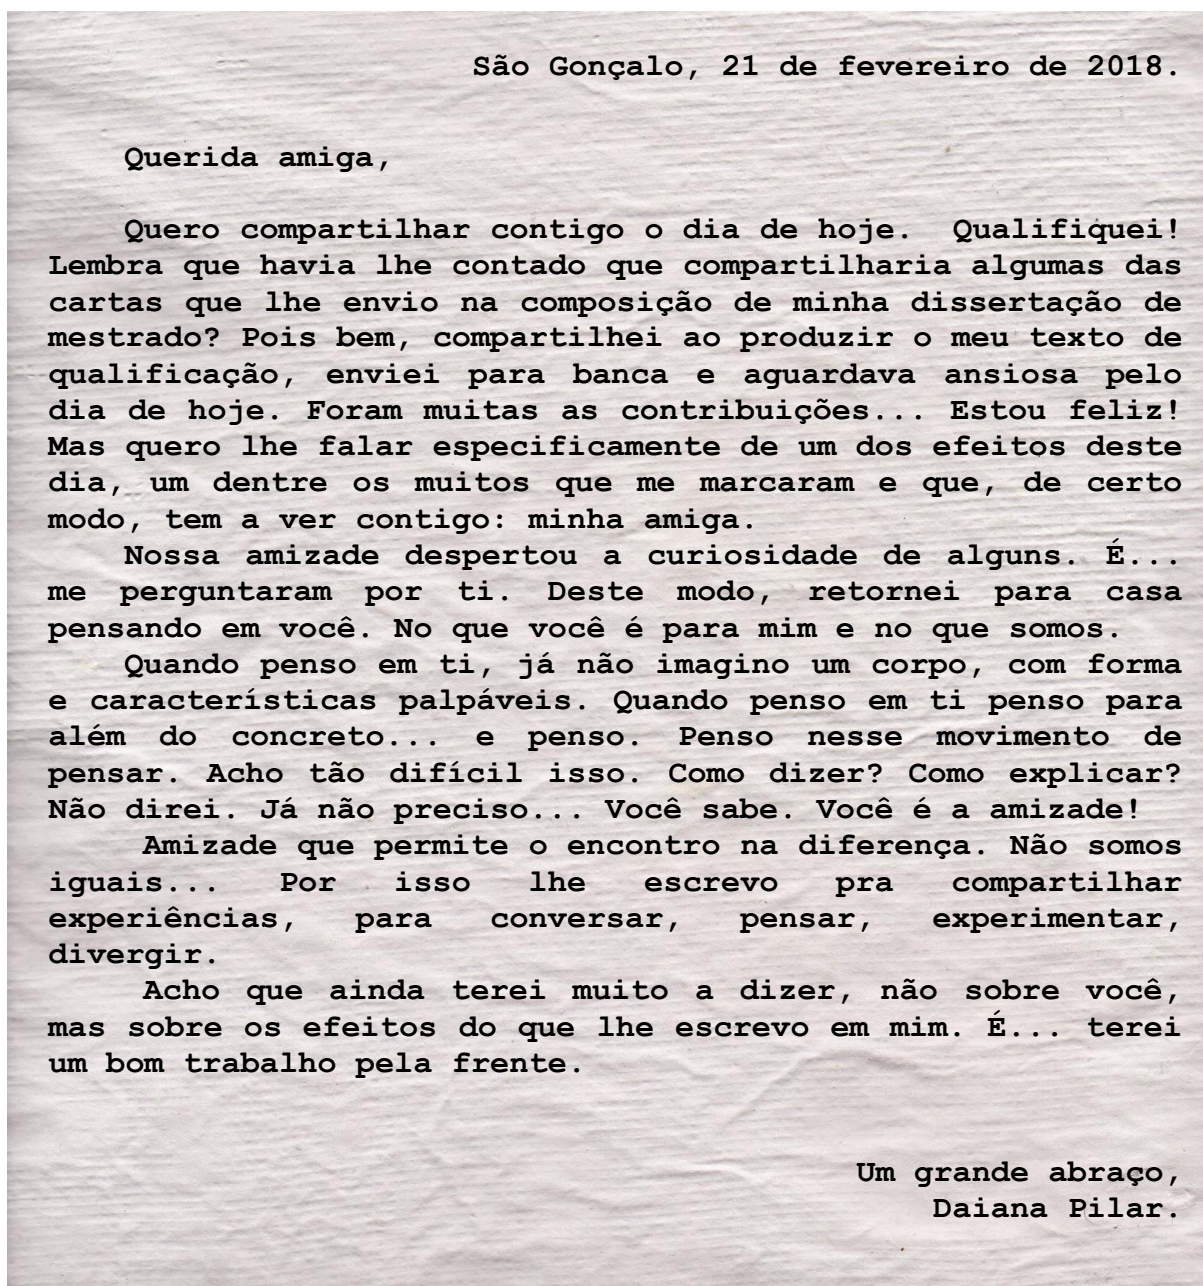 São Gonçalo, 21 de fevereiro de 2018.
Querida amiga,
Quero compartilhar contigo o dia de hoje. Qualifiquei!
Lembra que havia lhe contado que compartilharia algumas das
cartas que lhe envio na composição de minha dissertação de
mestrado? Pois bem, compartilhei ao produzir o meu texto de
qualificação, enviei para banca e aguardava ansiosa pelo
dia de hoje. Foram muitas as contribuições... Estou feliz!
Mas quero lhe falar especificamente de um dos efeitos deste
dia, um dentre os muitos que me marcaram e que, de certo
modo, tem a ver contigo: minha amiga.
Nossa amizade despertou a curiosidade de alguns. É...
me perguntaram por ti. Deste modo, retornei para casa
pensando em você. No que você é para mim e no que somos.
Quando penso em ti, já não imagino um corpo, com forma
e características palpáveis. Quando penso em ti penso para
além do concreto... e penso. Penso nesse movimento de
pensar. Acho tão difícil isso. Como dizer? Como explicar?
Não direi. Já não preciso... Você sabe. Você é a amizade!
Amizade que permite o encontro na diferença. Não somos
iguais... Por isso lhe escrevo pra compartilhar
experiências, para conversar, pensar, experimentar,
divergir.
Acho que ainda terei muito a dizer, não sobre você,
mas sobre os efeitos do que lhe escrevo em mim. É... terei
um bom trabalho pela frente.
Um grande abraço,
Daiana Pilar.